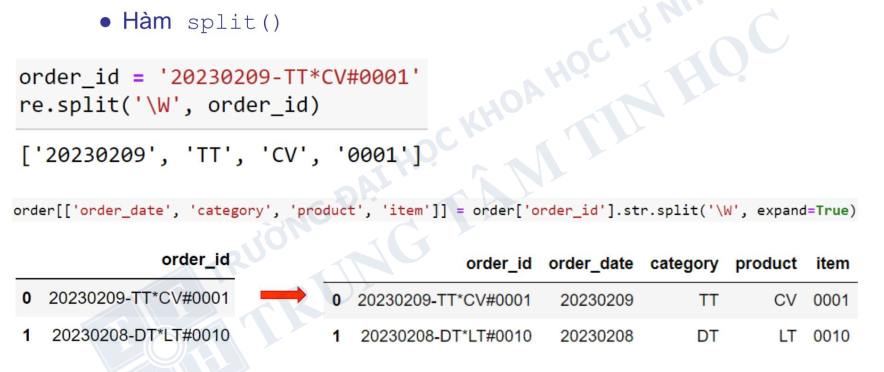 ● Hàm split()
order_id = '20230209-TT*CV#0001'
re.split('\W', order_id)
['20230209', 'TT', 'CV', '0001']
order[['order_date', 'category', 'product', 'item']] = order['order_id'].str.split('\W', expand=True)
order_id
0 20230209-TT*CV#0001
1 20230208-DT*LT#0010
order_id order_date category product item
0 20230209-TT*CV#0001 20230209 TT CV 0001
1 20230208-DT*LT#0010 20230208 DT LT 0010
TRƯỜNG ĐẠI HỌC KHOA HỌC TỰ NH
TRUNG TÂM TIN HỌC